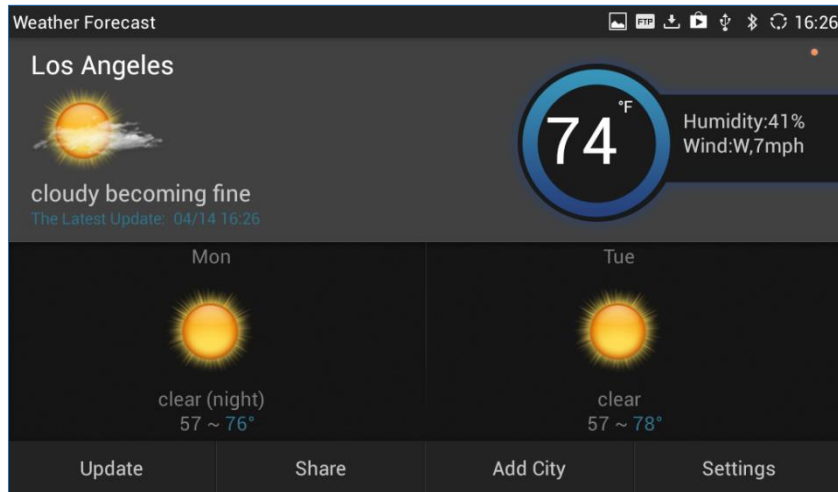 Weather Forecast
FTP
16:26
Los Angeles
74 °F
Humidity:41%
Wind:W,7mph
cloudy becoming fine
The Latest Update: 04/14 16:26
Mon
Tue
clear (night)
clear
57 ~ 76°
57 ~ 78°
Update
Share
Add City
Settings